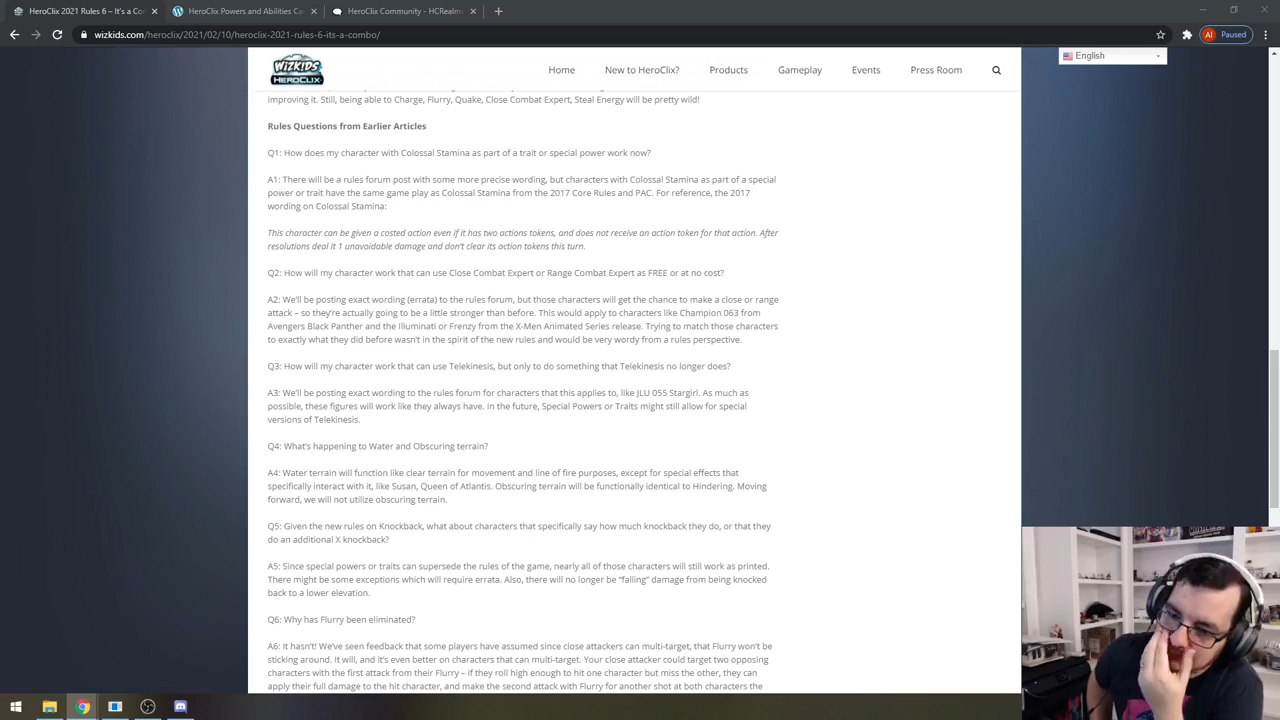 HeroClix 2021 Rules 6 – It's a Co
HeroClix Powers and Abilities Ca
HeroClix Community - HCRealm
wizkids.com/heroclix/2021/02/10/heroclix-2021-rules-6-its-a-combo/
AI Paused
WIZKIDS
HEROCLIX
Home New to HeroClix? Products Gameplay Events Press Room
English
improving it. Still, being able to Charge, Flurry, Quake, Close Combat Expert, Steal Energy will be pretty wild!
Rules Questions from Earlier Articles
Q1: How does my character with Colossal Stamina as part of a trait or special power work now?
A1: There will be a rules forum post with some more precise wording, but characters with Colossal Stamina as part of a special
power or trait have the same game play as Colossal Stamina from the 2017 Core Rules and PAC. For reference, the 2017
wording on Colossal Stamina:
This character can be given a costed action even if it has two actions tokens, and does not receive an action token for that action. After
resolutions deal it 1 unavoidable damage and don't clear its action tokens this turn.
Q2: How will my character work that can use Close Combat Expert or Range Combat Expert as FREE or at no cost?
A2: We'll be posting exact wording (errata) to the rules forum, but those characters will get the chance to make a close or range
attack – so they're actually going to be a little stronger than before. This would apply to characters like Champion 063 from
Avengers Black Panther and the Illuminati or Frenzy from the X-Men Animated Series release. Trying to match those characters
to exactly what they did before wasn't in the spirit of the new rules and would be very wordy from a rules perspective.
Q3: How will my character work that can use Telekinesis, but only to do something that Telekinesis no longer does?
A3: We'll be posting exact wording to the rules forum for characters that this applies to, like JLU 055 Stargirl. As much as
possible, these figures will work like they always have. In the future, Special Powers or Traits might still allow for special
versions of Telekinesis.
Q4: What's happening to Water and Obscuring terrain?
A4: Water terrain will function like clear terrain for movement and line of fire purposes, except for special effects that
specifically interact with it, like Susan, Queen of Atlantis. Obscuring terrain will be functionally identical to Hindering. Moving
forward, we will not utilize obscuring terrain.
Q5: Given the new rules on Knockback, what about characters that specifically say how much knockback they do, or that they
do an additional X knockback?
A5: Since special powers or traits can supersede the rules of the game, nearly all of those characters will still work as printed.
There might be some exceptions which will require errata. Also, there will no longer be "falling" damage from being knocked
back to a lower elevation.
Q6: Why has Flurry been eliminated?
A6: It hasn't! We've seen feedback that some players have assumed since close attackers can multi-target, that Flurry won't be
sticking around. It will, and it's even better on characters that can multi-target. Your close attacker could target two opposing
characters with the first attack from their Flurry – if they roll high enough to hit one character but miss the other, they can
apply their full damage to the hit character, and make the second attack with Flurry for another shot at both characters the